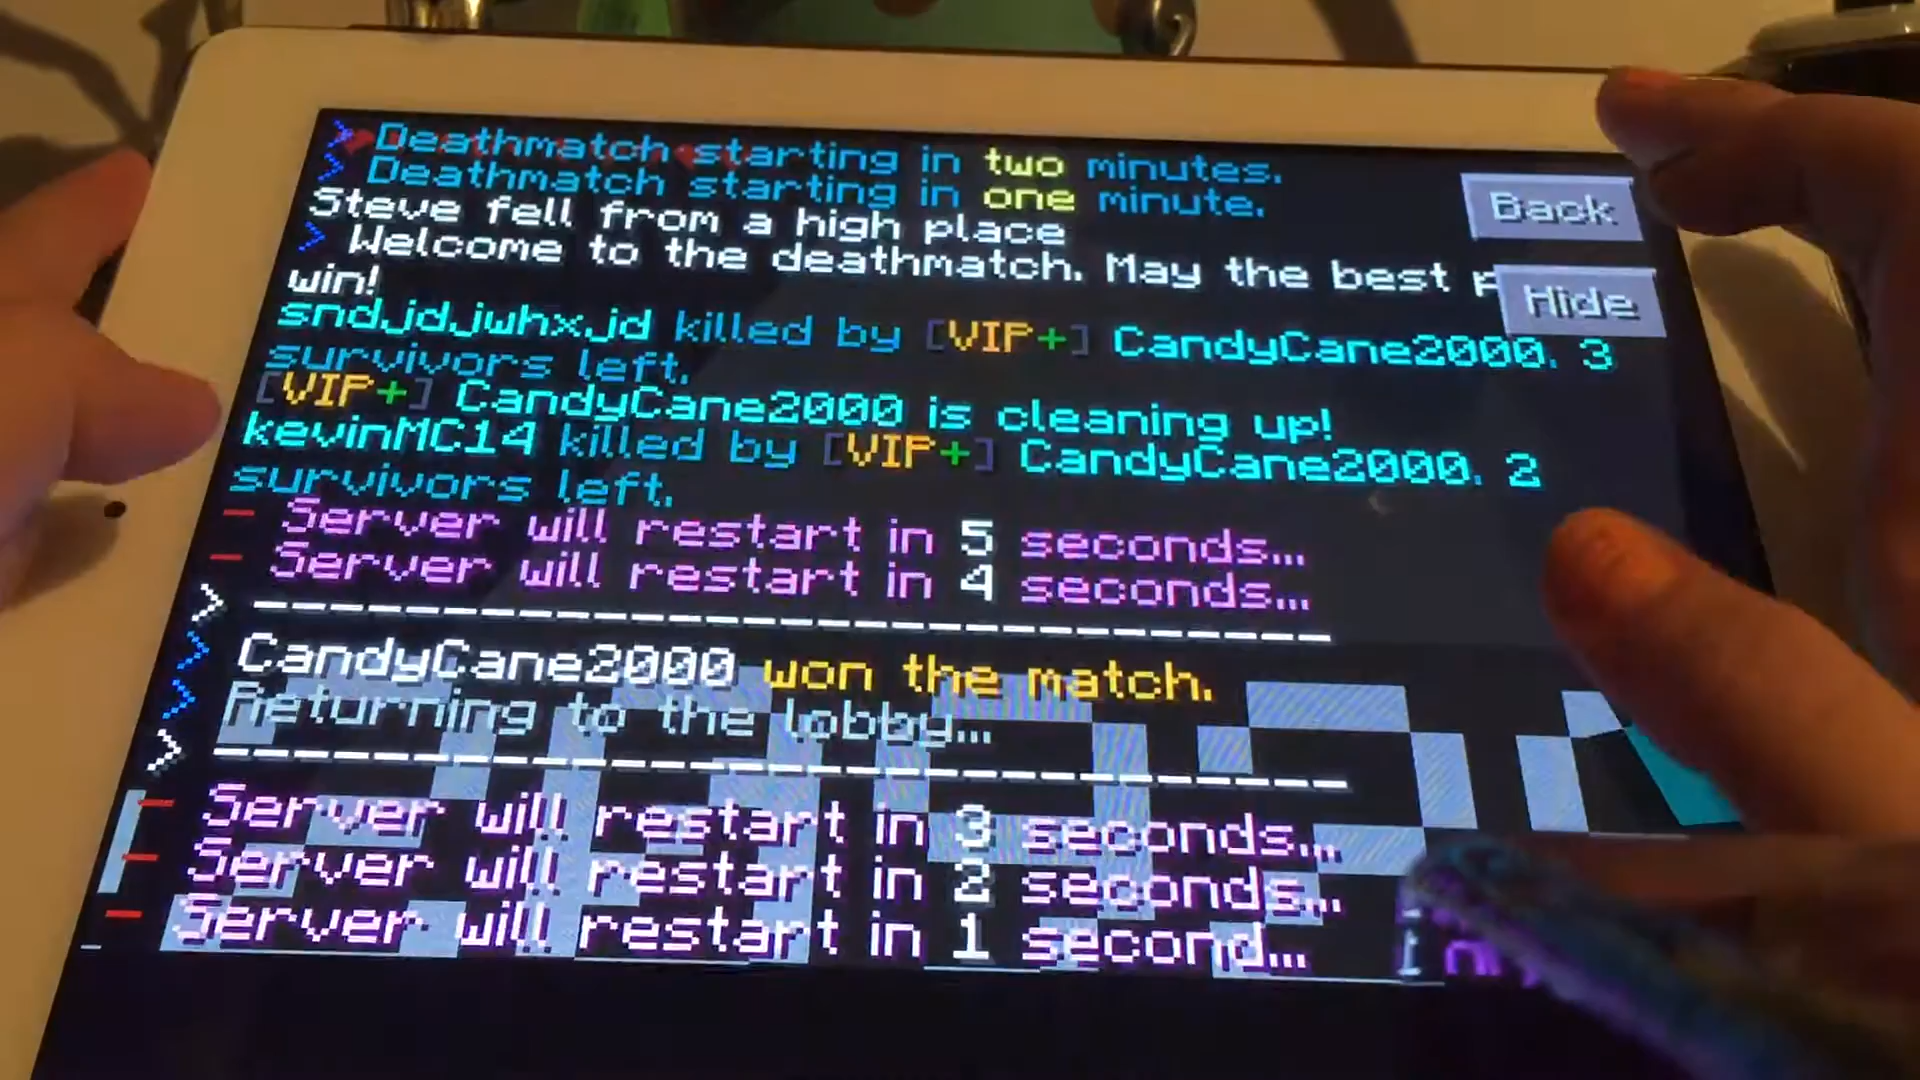 > Deathmatch starting in two minutes.
> Deathmatch starting in one minute.
Steve fell from a high place
> Welcome to the deathmatch. May the best
win!
sndjdjwhxjd killed by [VIP+] CandyCane2000. 3
survivors left.
[VIP+] CandyCane2000 is cleaning up!
kevinMC14 killed by [VIP+] CandyCane2000. 2
survivors left.
- Server will restart in 5 seconds...
- Server will restart in 4 seconds...
> --------------------------------
> CandyCane2000 won the match.
> Returning to the lobby...
> --------------------------------
- Server will restart in 3 seconds...
- Server will restart in 2 seconds...
- Server will restart in 1 second...
Back
Hide